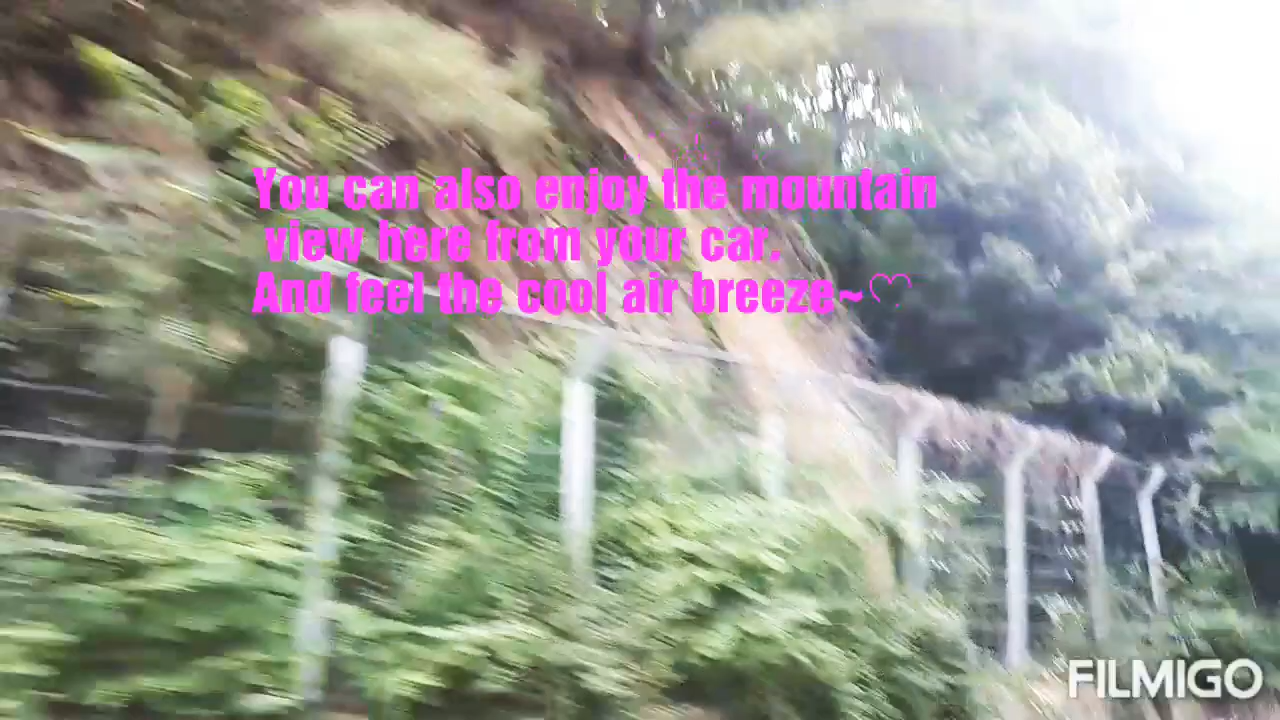 You can also enjoy the mountain
view here from your car.
And feel the cool air breeze~♡
FILMIGO